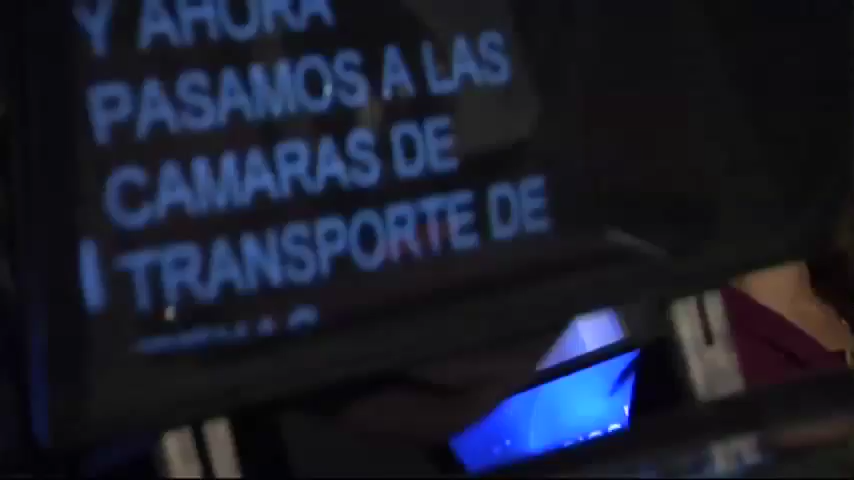 Y AHORA
PASAMOS A LAS
CAMARAS DE
TRANSPORTE DE